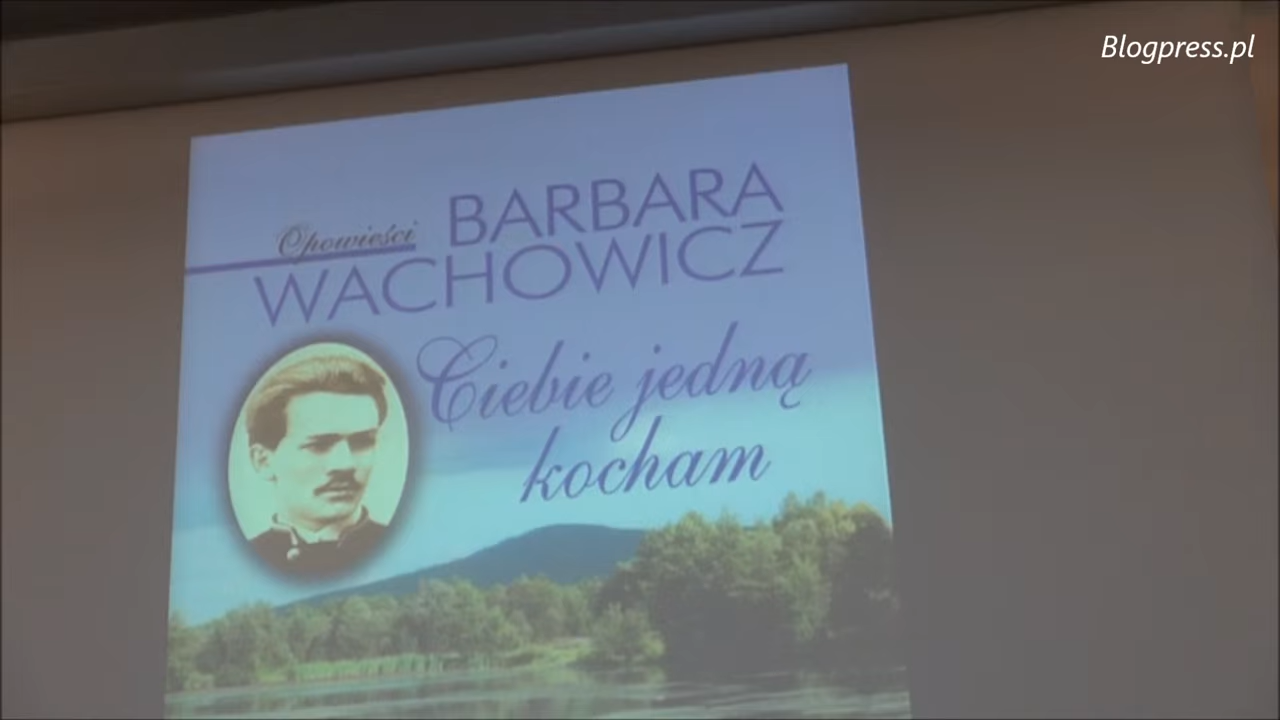 Blogpress.pl
Opowieści BARBARA
WACHOWICZ
Ciebie jedną
kocham